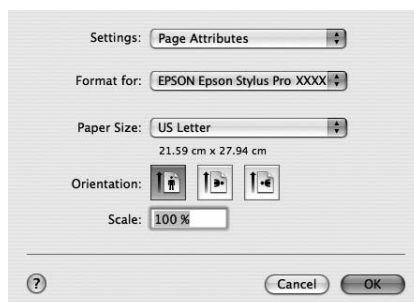 Settings: Page Attributes
Format for: EPSON Epson Stylus Pro XXXX
Paper Size: US Letter
21.59 cm x 27.94 cm
Orientation:
Scale: 100 %
? Cancel OK